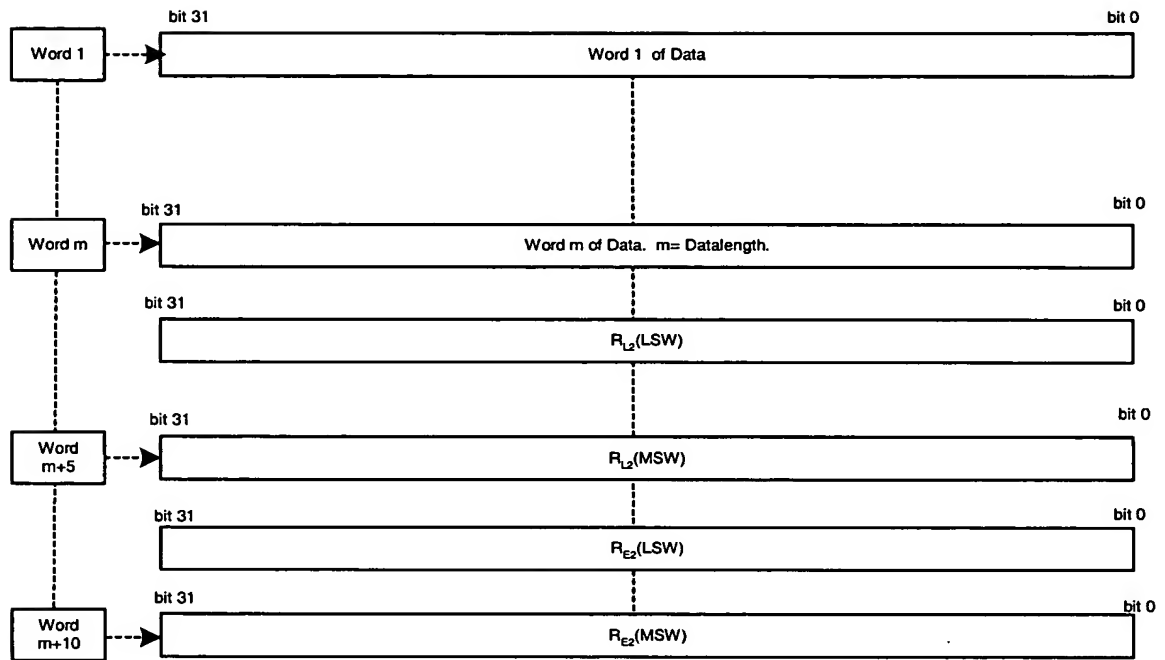 bit 31 bit 0
Word 1 Word 1 of Data
bit 31 bit 0
Word m Word m of Data. m= Datalength.
bit 31 bit 0
R_L2(LSW)
bit 31 bit 0
Word
m+5 R_L2(MSW)
bit 31 bit 0
R_E2(LSW)
bit 31 bit 0
Word
m+10 R_E2(MSW)